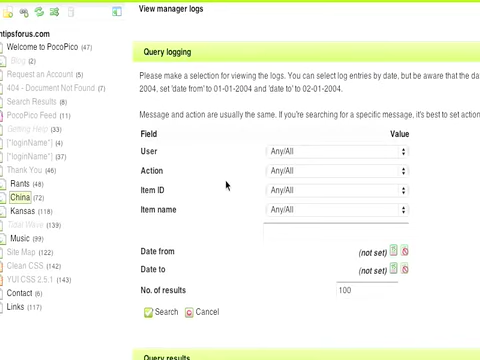 View manager logs
ntipsforus.com
Welcome to PocoPico (47)
Blog (2)
Request an Account (5)
404 - Document Not Found (7)
Search Results (8)
PocoPico Feed (11)
Getting Help (33)
["loginName"] (4)
["loginName"] (37)
Thank You (46)
Rants (48)
China (72)
Kansas (118)
Goal Wave (139)
Music (99)
Site Map (122)
Clean CSS (142)
YUI CSS 2.5.1 (143)
Contact (6)
Links (117)
Query logging
Please make a selection for viewing the logs. You can select log entries by date, but be aware that the da
2004, set 'date from' to 01-01-2004 and 'date to' to 02-01-2004.
Message and action are usually the same. If you're searching for a specific message, it's best to set action
Field Value
User Any/All
Action Any/All
Item ID Any/All
Item name Any/All
Date from (not set)
Date to (not set)
No. of results 100
Search Cancel
Query results